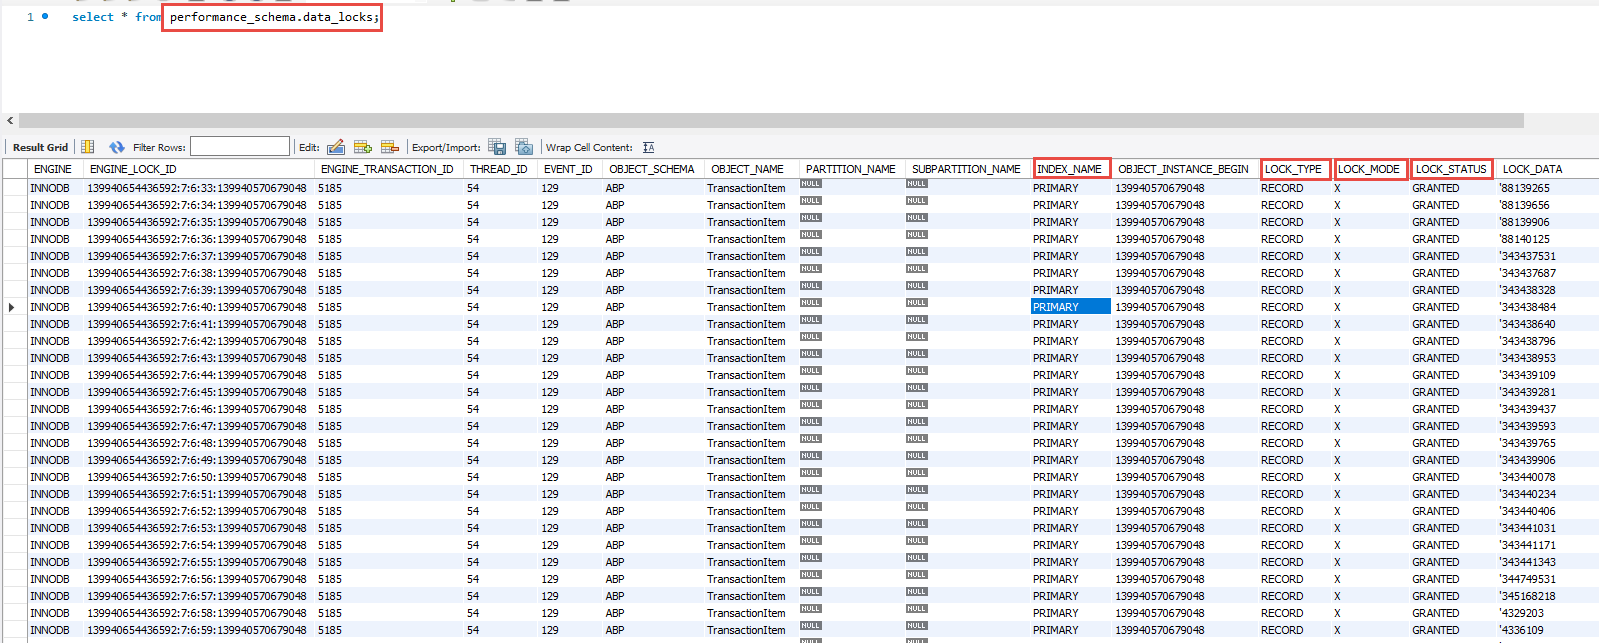 1 select * from performance_schema.data_locks;
Result Grid Filter Rows: Edit: Export/Import: Wrap Cell Content:
ENGINE ENGINE_LOCK_ID ENGINE_TRANSACTION_ID THREAD_ID EVENT_ID OBJECT_SCHEMA OBJECT_NAME PARTITION_NAME SUBPARTITION_NAME INDEX_NAME OBJECT_INSTANCE_BEGIN LOCK_TYPE LOCK_MODE LOCK_STATUS LOCK_DATA
INNODB 139940654436592:7:6:33:139940570679048 5185 54 129 ABP TransactionItem NULL NULL PRIMARY 139940570679048 RECORD X GRANTED '88139265
INNODB 139940654436592:7:6:34:139940570679048 5185 54 129 ABP TransactionItem NULL NULL PRIMARY 139940570679048 RECORD X GRANTED '88139656
INNODB 139940654436592:7:6:35:139940570679048 5185 54 129 ABP TransactionItem NULL NULL PRIMARY 139940570679048 RECORD X GRANTED '88139906
INNODB 139940654436592:7:6:36:139940570679048 5185 54 129 ABP TransactionItem NULL NULL PRIMARY 139940570679048 RECORD X GRANTED '88140125
INNODB 139940654436592:7:6:37:139940570679048 5185 54 129 ABP TransactionItem NULL NULL PRIMARY 139940570679048 RECORD X GRANTED '343437531
INNODB 139940654436592:7:6:38:139940570679048 5185 54 129 ABP TransactionItem NULL NULL PRIMARY 139940570679048 RECORD X GRANTED '343437687
INNODB 139940654436592:7:6:39:139940570679048 5185 54 129 ABP TransactionItem NULL NULL PRIMARY 139940570679048 RECORD X GRANTED '343438328
INNODB 139940654436592:7:6:40:139940570679048 5185 54 129 ABP TransactionItem NULL NULL PRIMARY 139940570679048 RECORD X GRANTED '343438484
INNODB 139940654436592:7:6:41:139940570679048 5185 54 129 ABP TransactionItem NULL NULL PRIMARY 139940570679048 RECORD X GRANTED '343438640
INNODB 139940654436592:7:6:42:139940570679048 5185 54 129 ABP TransactionItem NULL NULL PRIMARY 139940570679048 RECORD X GRANTED '343438796
INNODB 139940654436592:7:6:43:139940570679048 5185 54 129 ABP TransactionItem NULL NULL PRIMARY 139940570679048 RECORD X GRANTED '343438953
INNODB 139940654436592:7:6:44:139940570679048 5185 54 129 ABP TransactionItem NULL NULL PRIMARY 139940570679048 RECORD X GRANTED '343439109
INNODB 139940654436592:7:6:45:139940570679048 5185 54 129 ABP TransactionItem NULL NULL PRIMARY 139940570679048 RECORD X GRANTED '343439281
INNODB 139940654436592:7:6:46:139940570679048 5185 54 129 ABP TransactionItem NULL NULL PRIMARY 139940570679048 RECORD X GRANTED '343439437
INNODB 139940654436592:7:6:47:139940570679048 5185 54 129 ABP TransactionItem NULL NULL PRIMARY 139940570679048 RECORD X GRANTED '343439593
INNODB 139940654436592:7:6:48:139940570679048 5185 54 129 ABP TransactionItem NULL NULL PRIMARY 139940570679048 RECORD X GRANTED '343439765
INNODB 139940654436592:7:6:49:139940570679048 5185 54 129 ABP TransactionItem NULL NULL PRIMARY 139940570679048 RECORD X GRANTED '343439906
INNODB 139940654436592:7:6:50:139940570679048 5185 54 129 ABP TransactionItem NULL NULL PRIMARY 139940570679048 RECORD X GRANTED '343440078
INNODB 139940654436592:7:6:51:139940570679048 5185 54 129 ABP TransactionItem NULL NULL PRIMARY 139940570679048 RECORD X GRANTED '343440234
INNODB 139940654436592:7:6:52:139940570679048 5185 54 129 ABP TransactionItem NULL NULL PRIMARY 139940570679048 RECORD X GRANTED '343440406
INNODB 139940654436592:7:6:53:139940570679048 5185 54 129 ABP TransactionItem NULL NULL PRIMARY 139940570679048 RECORD X GRANTED '343441031
INNODB 139940654436592:7:6:54:139940570679048 5185 54 129 ABP TransactionItem NULL NULL PRIMARY 139940570679048 RECORD X GRANTED '343441171
INNODB 139940654436592:7:6:55:139940570679048 5185 54 129 ABP TransactionItem NULL NULL PRIMARY 139940570679048 RECORD X GRANTED '343441343
INNODB 139940654436592:7:6:56:139940570679048 5185 54 129 ABP TransactionItem NULL NULL PRIMARY 139940570679048 RECORD X GRANTED '344749531
INNODB 139940654436592:7:6:57:139940570679048 5185 54 129 ABP TransactionItem NULL NULL PRIMARY 139940570679048 RECORD X GRANTED '345168218
INNODB 139940654436592:7:6:58:139940570679048 5185 54 129 ABP TransactionItem NULL NULL PRIMARY 139940570679048 RECORD X GRANTED '4329203
INNODB 139940654436592:7:6:59:139940570679048 5185 54 129 ABP TransactionItem NULL NULL PRIMARY 139940570679048 RECORD X GRANTED '4336109